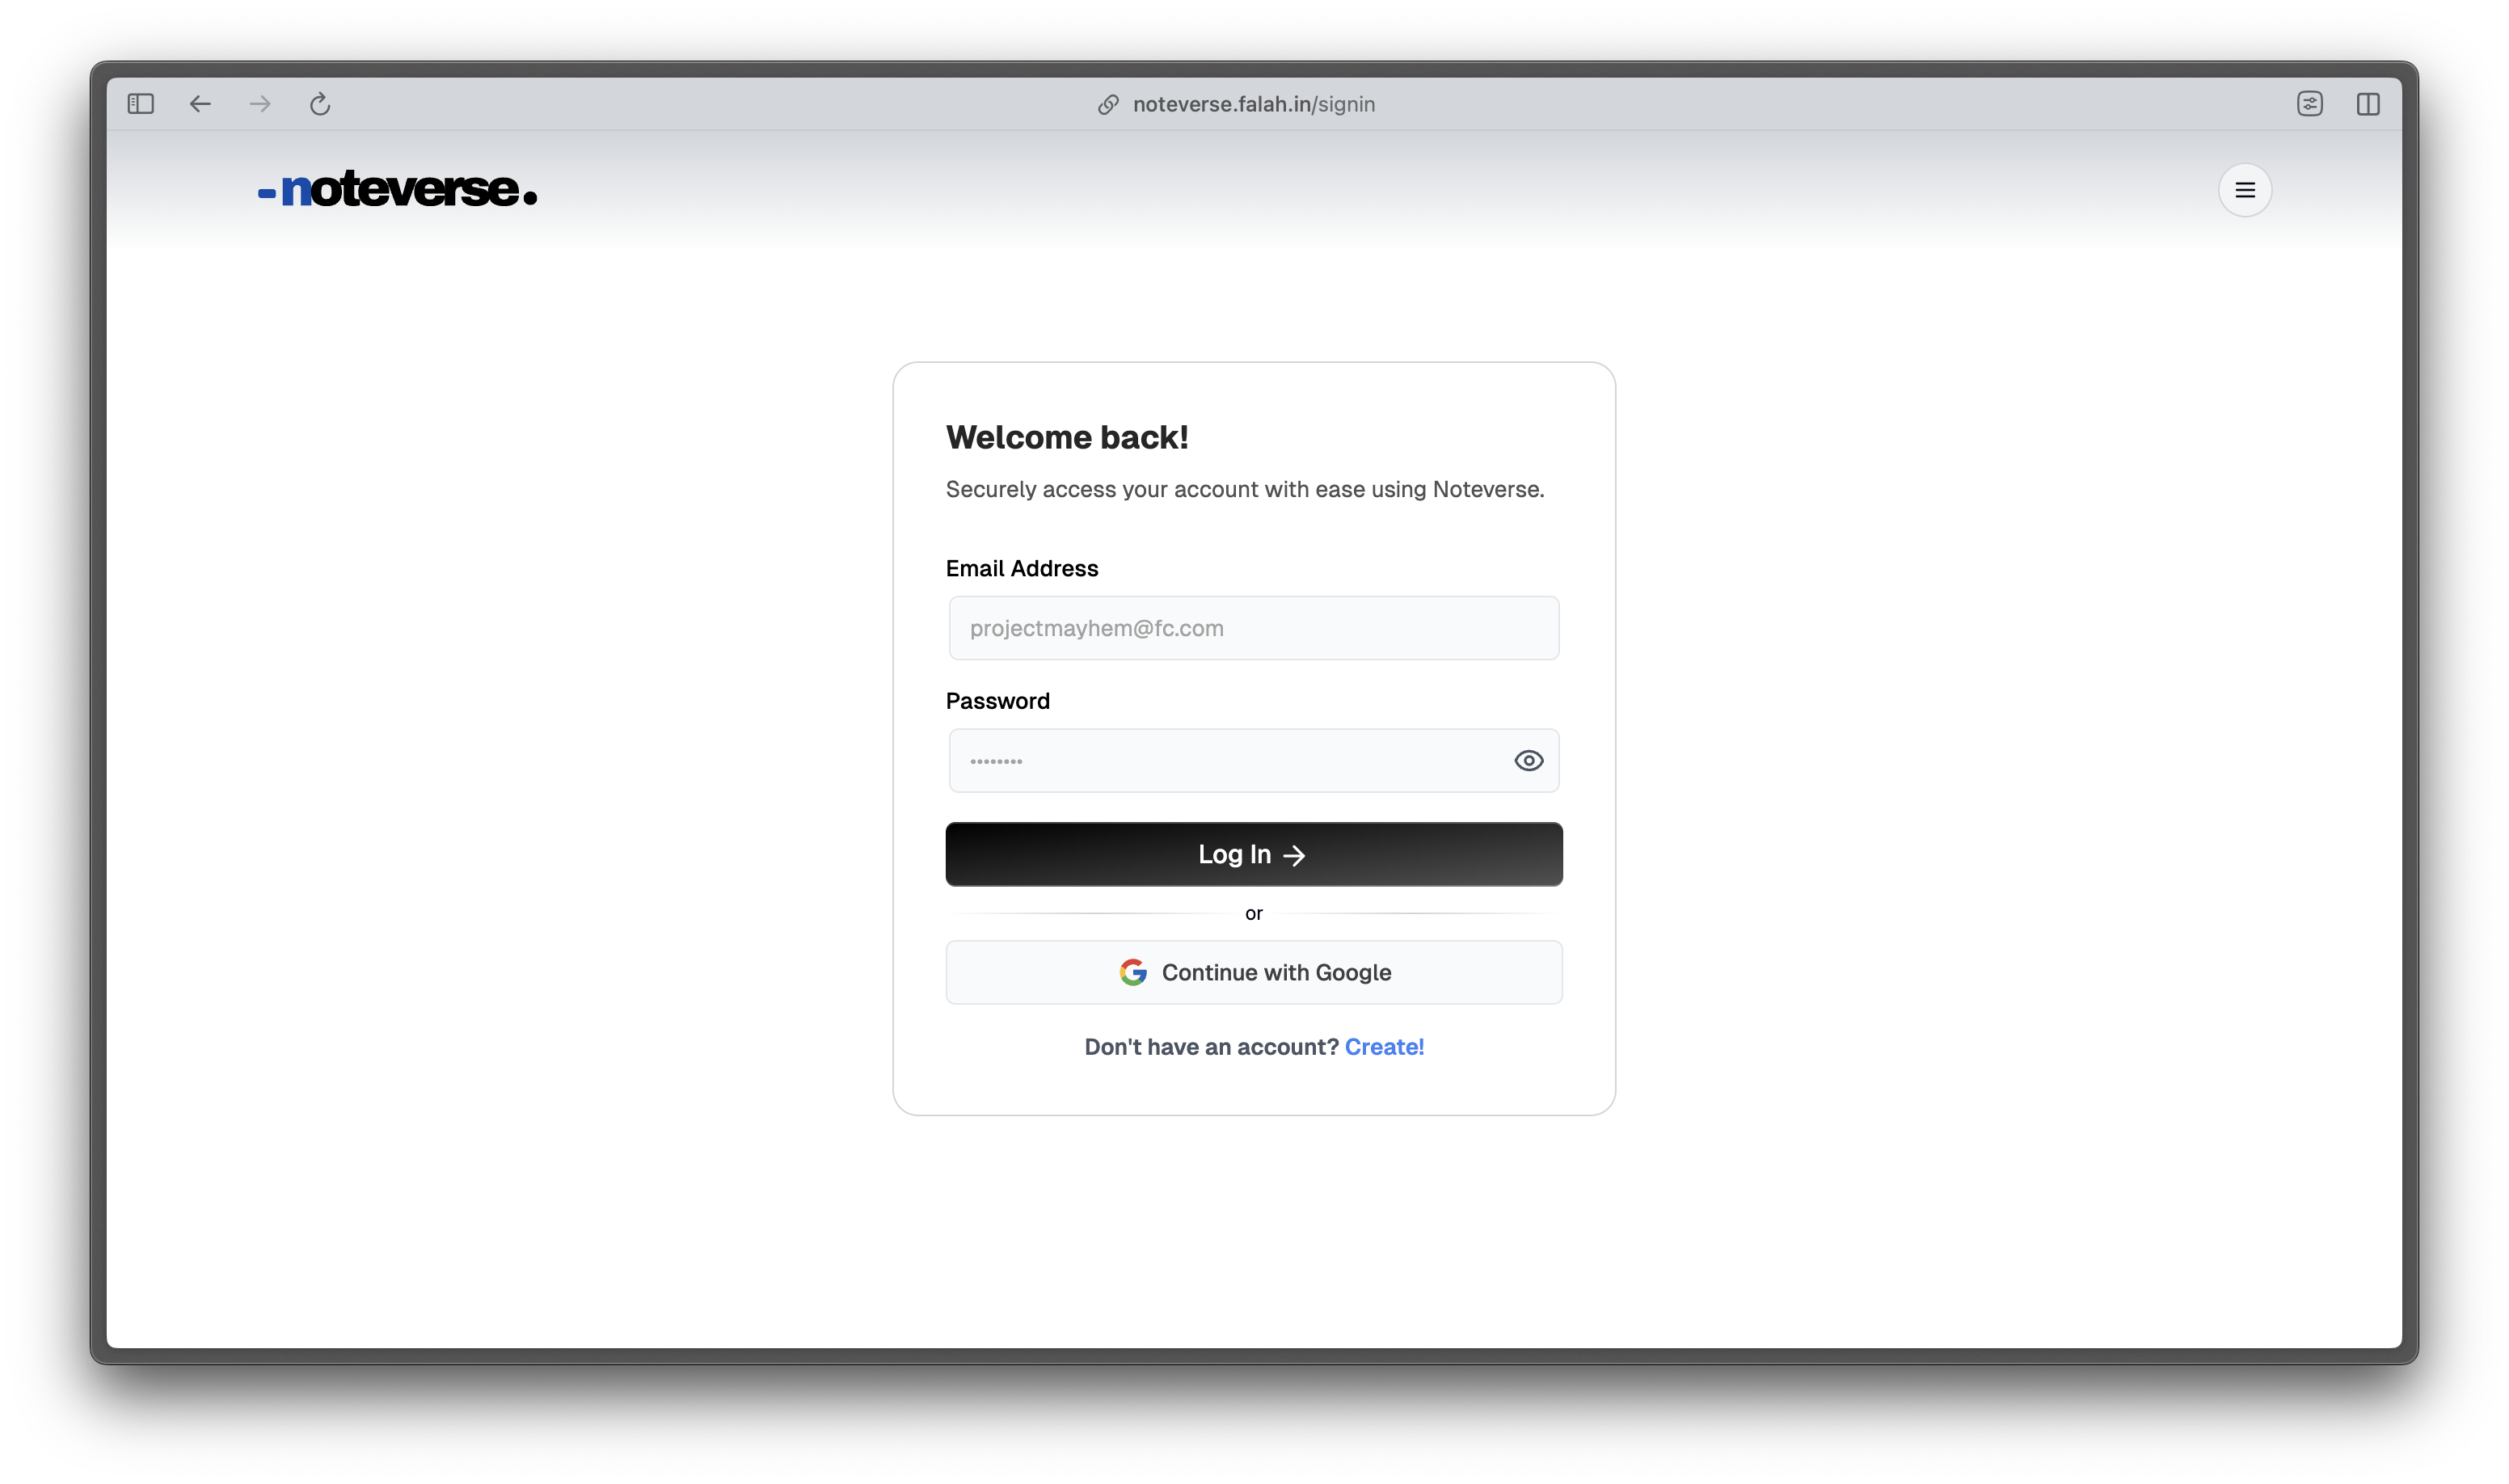 noteverse.falah.in/signin
-noteverse.
Welcome back!
Securely access your account with ease using Noteverse.
Email Address
projectmayhem@fc.com
Password
••••••••
Log In →
or
Continue with Google
Don't have an account? Create!